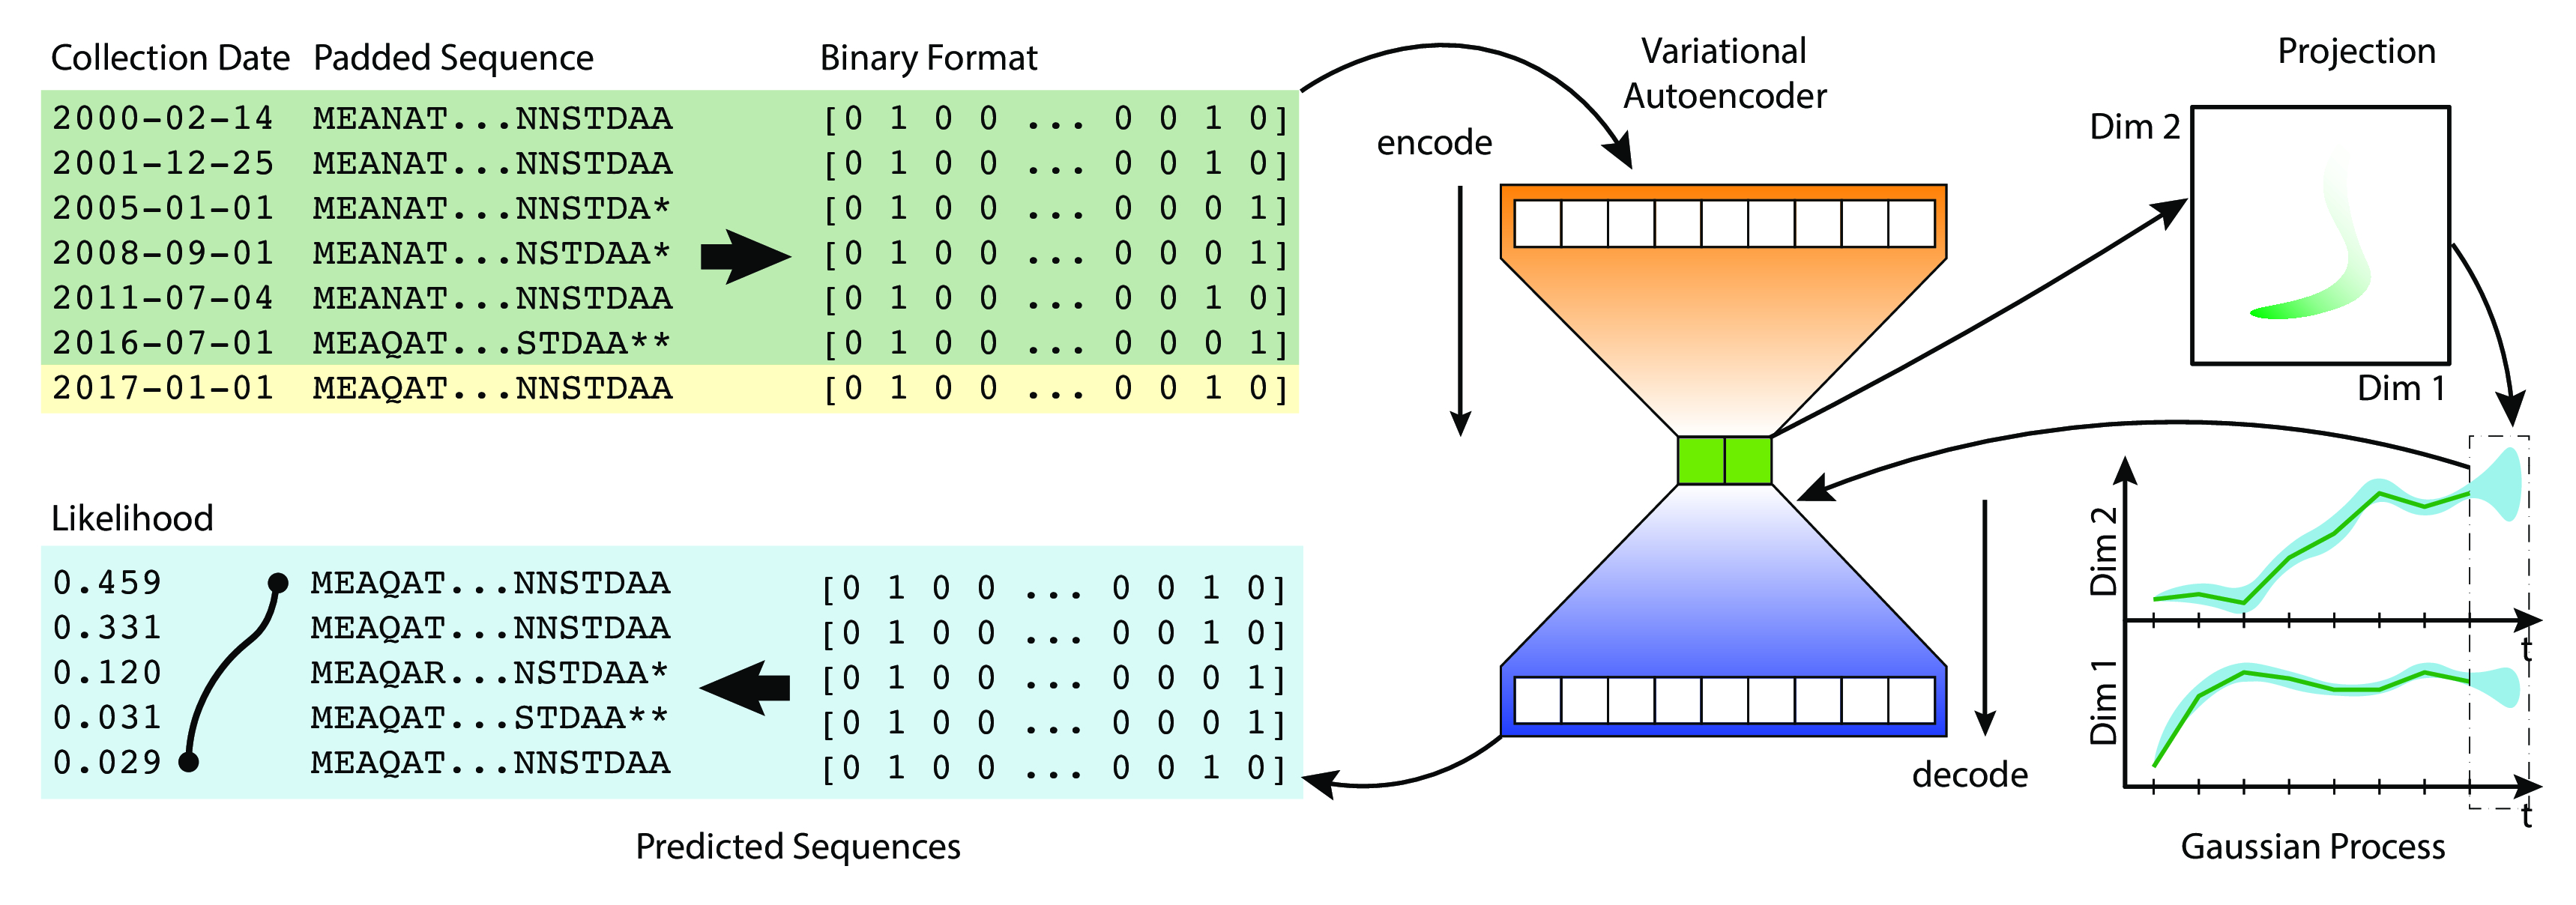 Collection Date Padded Sequence Binary Format
2000-02-14 MEANAT...NNSTDAA [0 1 0 0 ... 0 0 1 0]
2001-12-25 MEANAT...NNSTDAA [0 1 0 0 ... 0 0 1 0]
2005-01-01 MEANAT...NNSTDA* [0 1 0 0 ... 0 0 0 1]
2008-09-01 MEANAT...NSTDAA* [0 1 0 0 ... 0 0 0 1]
2011-07-04 MEANAT...NNSTDAA [0 1 0 0 ... 0 0 1 0]
2016-07-01 MEAQAT...STDAA** [0 1 0 0 ... 0 0 0 1]
2017-01-01 MEAQAT...NNSTDAA [0 1 0 0 ... 0 0 1 0]
Variational
Autoencoder
encode
Projection
Dim 2
Dim 1
Dim 2
t
Dim 1
t
Gaussian Process
decode
Likelihood
0.459 MEAQAT...NNSTDAA [0 1 0 0 ... 0 0 1 0]
0.331 MEAQAT...NNSTDAA [0 1 0 0 ... 0 0 1 0]
0.120 MEAQAR...NSTDAA* [0 1 0 0 ... 0 0 0 1]
0.031 MEAQAT...STDAA** [0 1 0 0 ... 0 0 0 1]
0.029 MEAQAT...NNSTDAA [0 1 0 0 ... 0 0 1 0]
Predicted Sequences